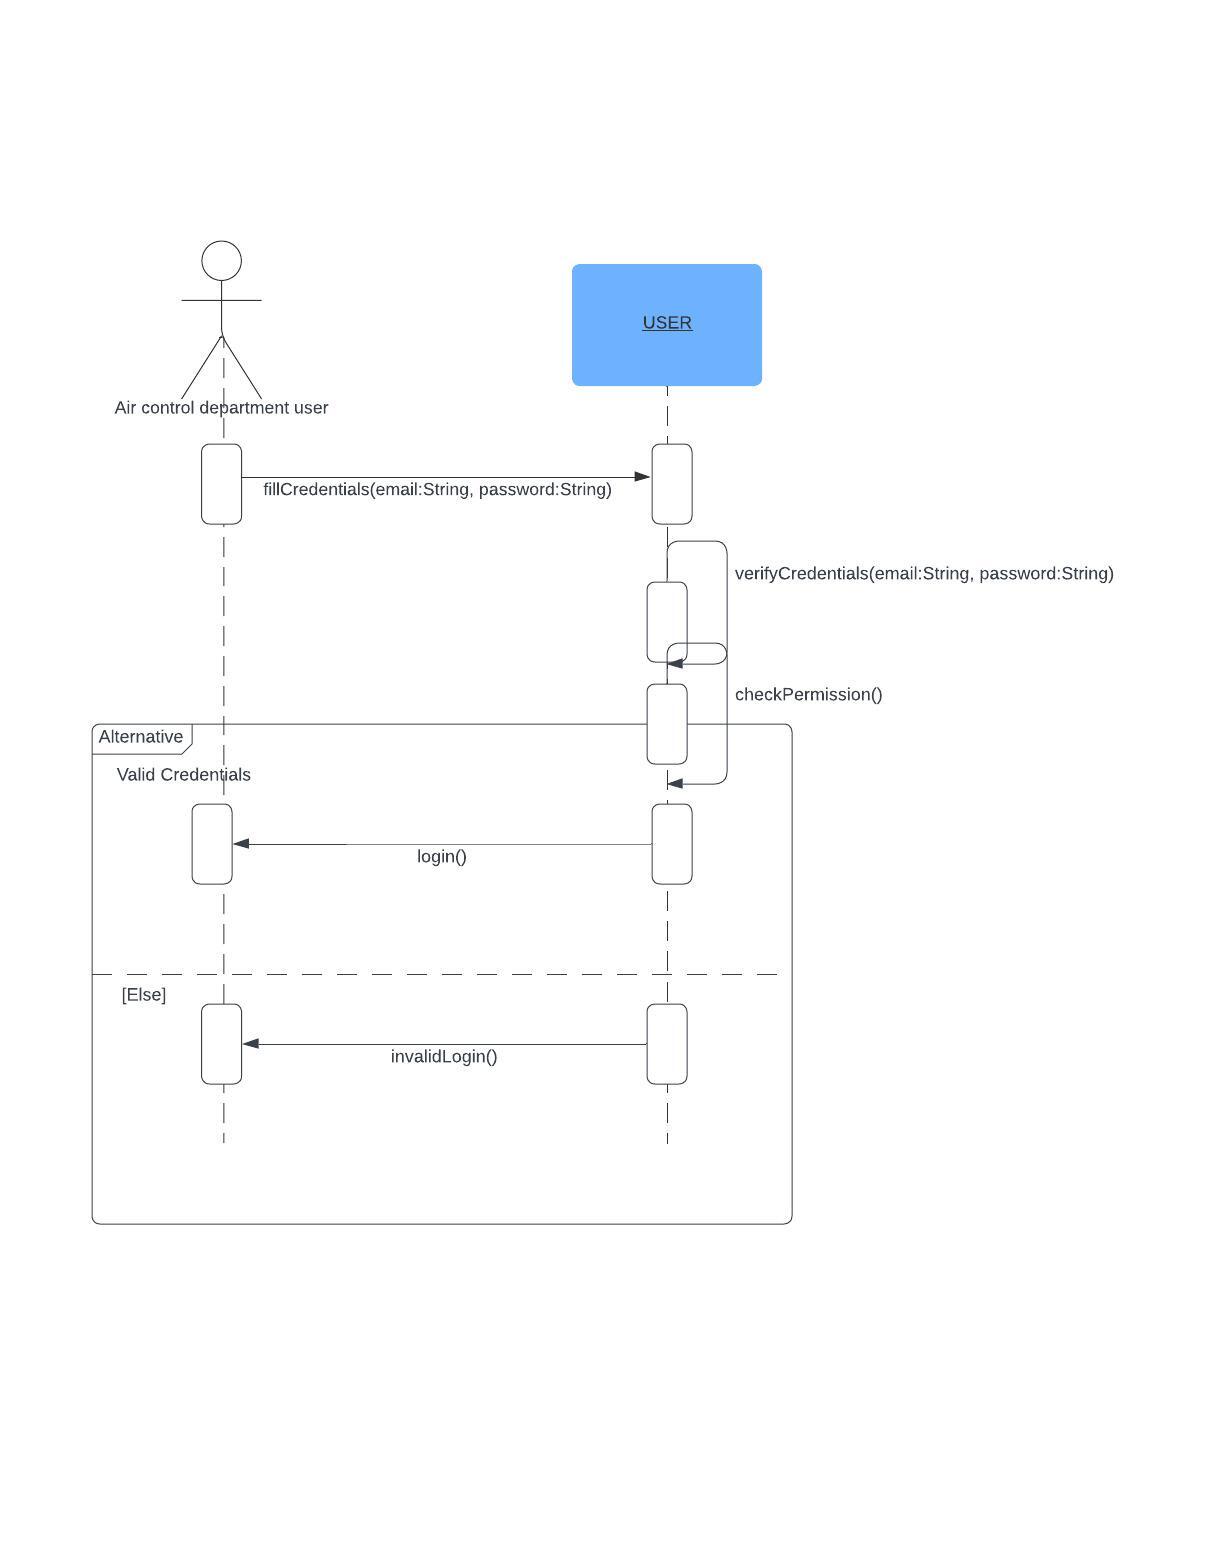 USER
Air control department user
fillCredentials(email:String, password:String)
verifyCredentials(email:String, password:String)
checkPermission()
Alternative
Valid Credentials
login()
[Else]
invalidLogin()